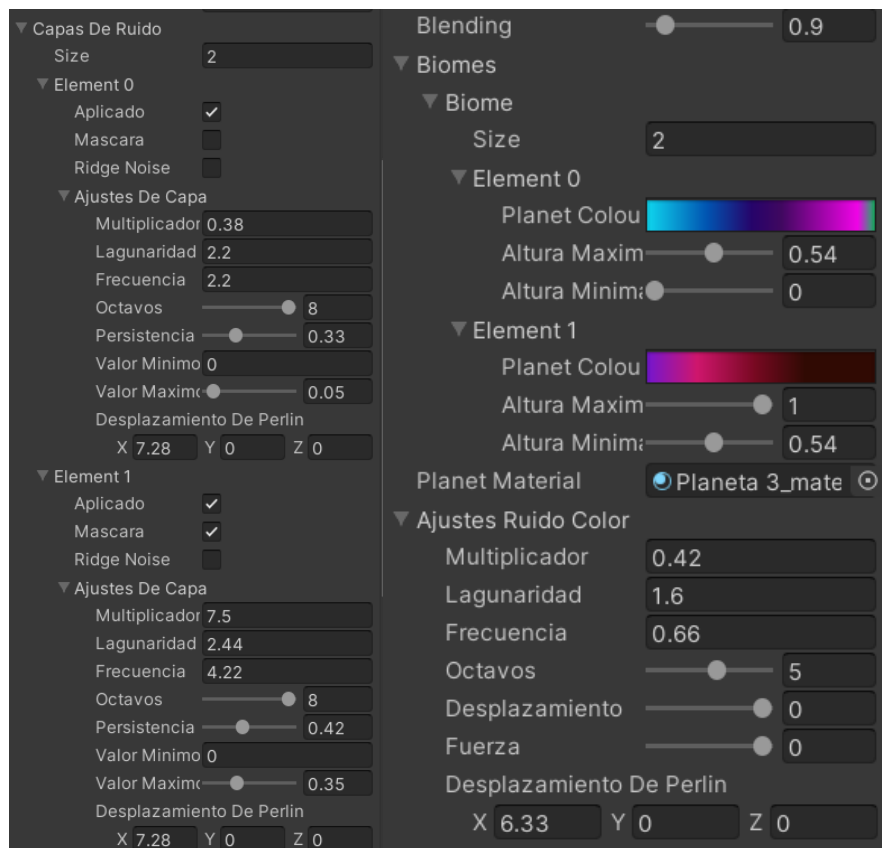 Capas De Ruido
Size 2
Element 0
Aplicado
Mascara
Ridge Noise
Ajustes De Capa
Multiplicador 0.38
Lagunaridad 2.2
Frecuencia 2.2
Octavos 8
Persistencia 0.33
Valor Minimo 0
Valor Maximo 0.05
Desplazamiento De Perlin
X 7.28 Y 0 Z 0
Element 1
Aplicado
Mascara
Ridge Noise
Ajustes De Capa
Multiplicador 7.5
Lagunaridad 2.44
Frecuencia 4.22
Octavos 8
Persistencia 0.42
Valor Minimo 0
Valor Maximo 0.35
Desplazamiento De Perlin
X 7.28 Y 0 Z 0
Blending 0.9
Biomes
Biome
Size 2
Element 0
Planet Colou
Altura Maxim 0.54
Altura Minima 0
Element 1
Planet Colou
Altura Maxim 1
Altura Minima 0.54
Planet Material Planeta 3_mate
Ajustes Ruido Color
Multiplicador 0.42
Lagunaridad 1.6
Frecuencia 0.66
Octavos 5
Desplazamiento 0
Fuerza 0
Desplazamiento De Perlin
X 6.33 Y 0 Z 0